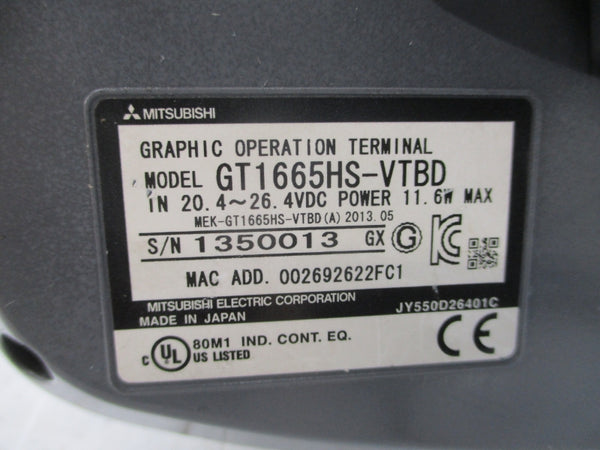 MITSUBISHI
GRAPHIC OPERATION TERMINAL
MODEL GT1665HS-VTBD
IN 20.4~26.4VDC POWER 11.6W MAX
MEK-GT1665HS-VTBD(A) 2013.05
S/N 1350013 GX G
MAC ADD. 002692622FC1
MITSUBISHI ELECTRIC CORPORATION JY550D26401C
MADE IN JAPAN
C UL US LISTED 80M1 IND. CONT. EQ.
CE